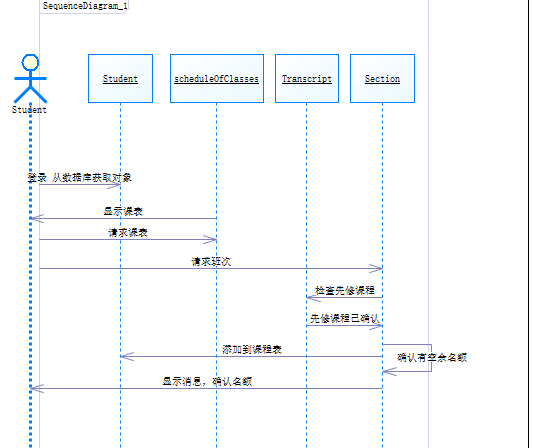 SequenceDiagram_1
Student
scheduleOfClasses
Transcript
Section
Student
登录 从数据库获取对象
显示课表
请求课表
请求班次
检查先修课程
先修课程已确认
添加到课程表
确认有空余名额
显示消息，确认名额